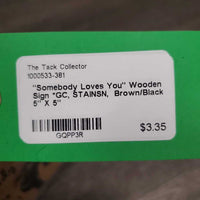 The Tack Collector
1000533-381
"Somebody Loves You" Wooden
Sign *GC, STAINSN, Brown/Black
5" X 5"
$3.35
GQPP3R